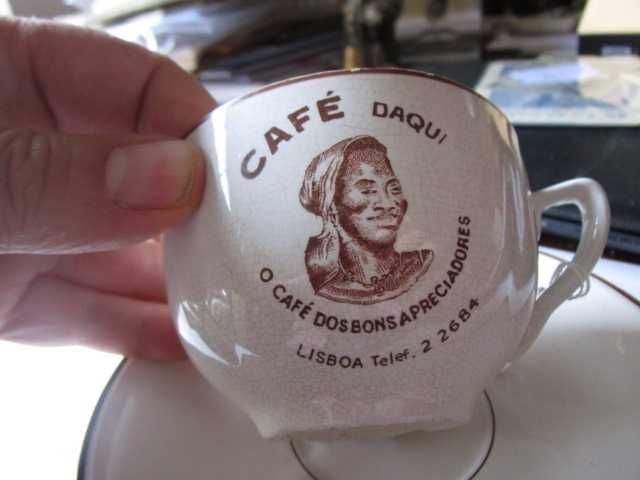 CAFÉ DAQUI
O CAFÉ DOS BONS APRECIADORES
LISBOA Telef. 2 2684